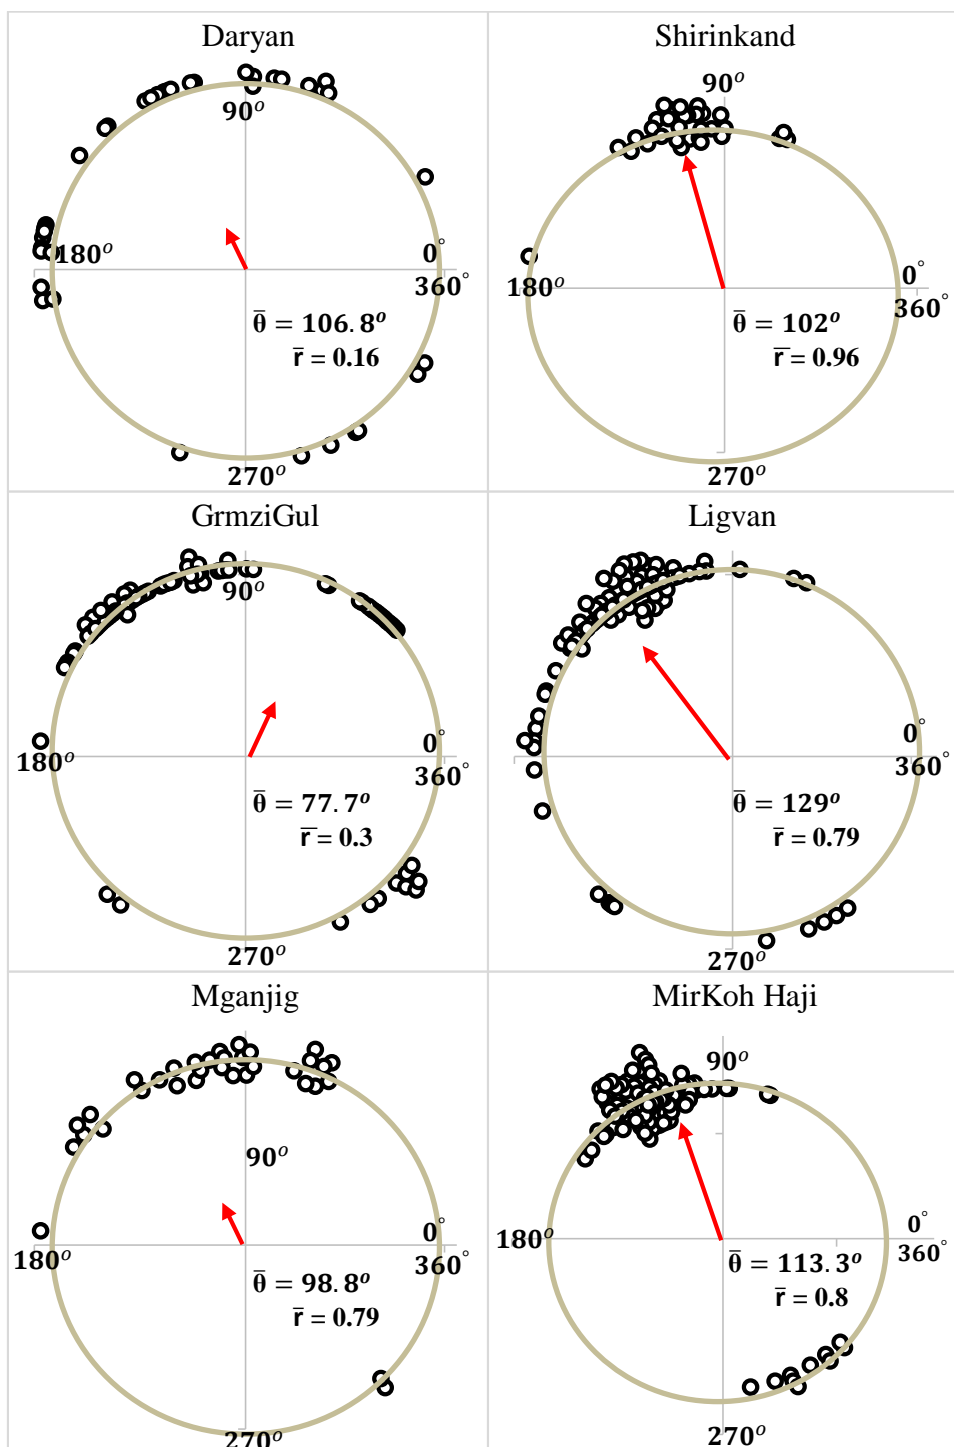 Daryan
90°
180°
0°
360°
θ̅ = 106.8°
r̅ = 0.16
270°
Shirinkand
90°
180°
0°
360°
θ̅ = 102°
r̅ = 0.96
270°
GrmziGul
90°
180°
0°
360°
θ̅ = 77.7°
r̅ = 0.3
270°
Ligvan
0°
360°
θ̅ = 129°
r̅ = 0.79
270°
Mganjig
90°
180°
0°
360°
θ̅ = 98.8°
r̅ = 0.79
270°
MirKoh Haji
90°
180°
0°
360°
θ̅ = 113.3°
r̅ = 0.8
270°